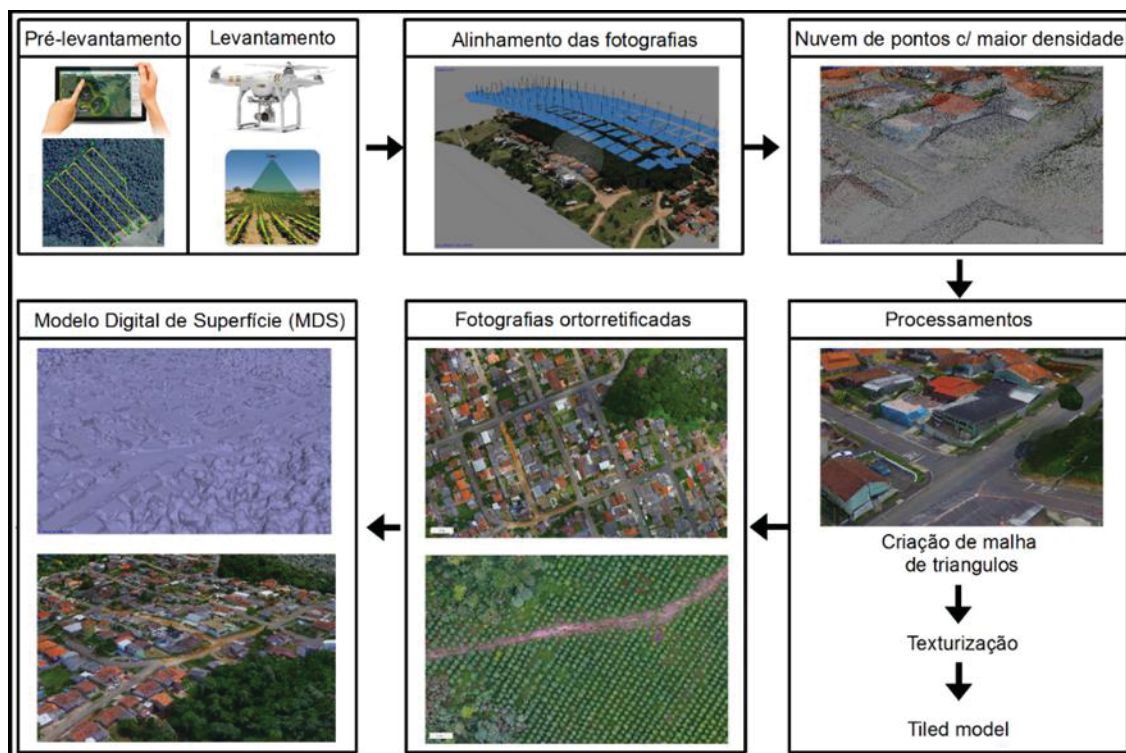 Pré-levantamento
Levantamento
Alinhamento das fotografias
Nuvem de pontos c/ maior densidade
Modelo Digital de Superfície (MDS)
Fotografias ortorretificadas
Processamentos
Criação de malha
de triangulos
Texturização
Tiled model